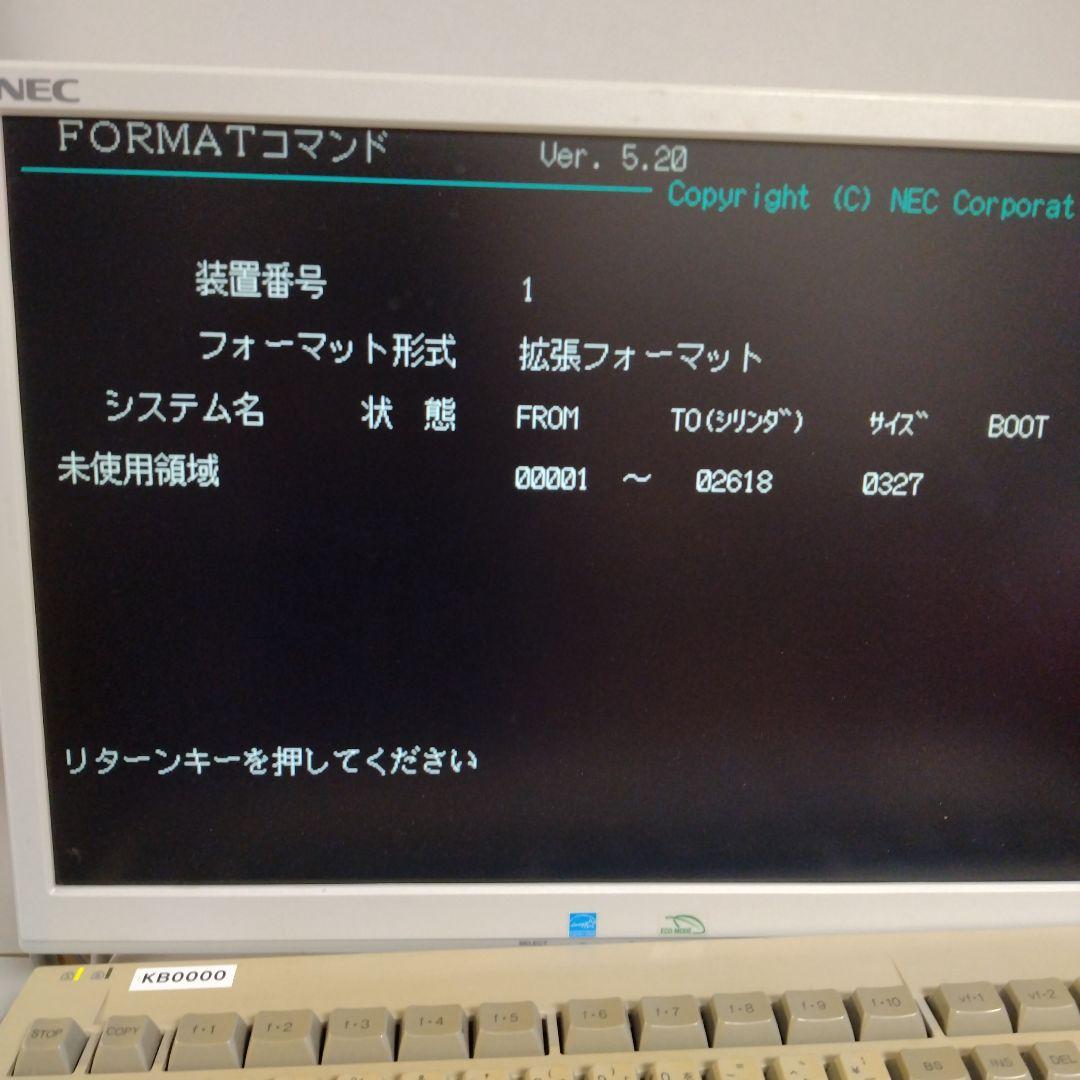 NEC
FORMATコマンド Ver. 5.20
Copyright (C) NEC Corporat
装置番号 1
フォーマット形式 拡張フォーマット
システム名 状 態 FROM TO(ｼﾘﾝﾀﾞ) ｻｲｽﾞ BOOT
未使用領域 00001 ～ 02618 0327
リターンキーを押してください
ECO MODE
SELECT
KB0000
STOP COPY f・1 f・2 f・3 f・4 f・5 f・6 f・7 f・8 f・9 f・10 vf・1 vf・2
BS INS DEL